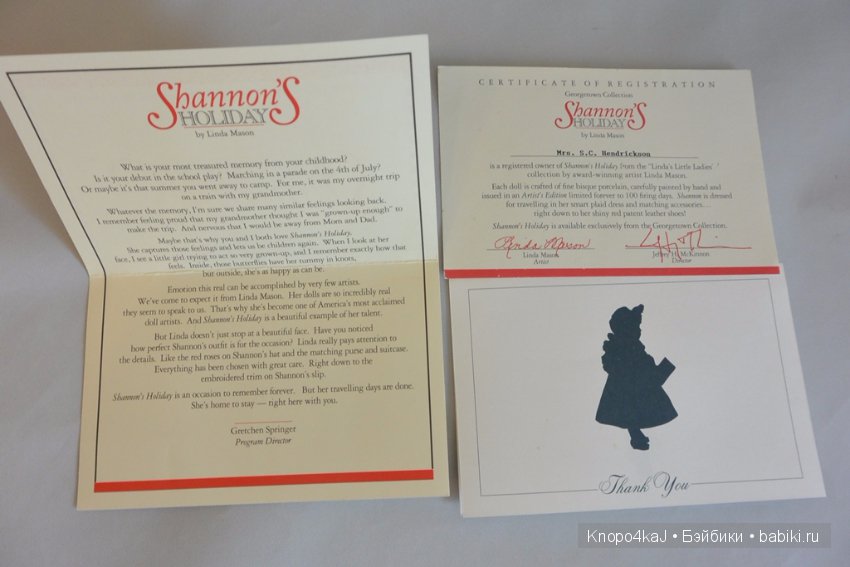 Shannon's
HOLIDAY
by Linda Mason
What is your most treasured memory from your childhood?
Is it your debut in the school play? Marching in a parade on the 4th of July?
Or maybe it's that summer you went away to camp. For me, it was my overnight trip
on a train with my grandmother.
Whatever the memory, I'm sure we share many similar feelings looking back.
I remember feeling proud that my grandmother thought I was "grown-up enough" to
make the trip. And nervous that I would be away from Mom and Dad.
Maybe that's why you and I both love Shannon's Holiday.
She captures those feelings and lets us be children again. When I look at her
face, I see a little girl trying to act so very grown-up, and I remember exactly how that
feels. Inside, those butterflies have her tummy in knots,
but outside, she's as happy as can be.
Emotion this real can be accomplished by very few artists.
We've come to expect it from Linda Mason. Her dolls are so incredibly real
they seem to speak to us. That's why she's become one of America's most acclaimed
doll artists. And Shannon's Holiday is a beautiful example of her talent.
But Linda doesn't just stop at a beautiful face. Have you noticed
how perfect Shannon's outfit is for the occasion? Linda really pays attention to
the details. Like the red roses on Shannon's hat and the matching purse and suitcase.
Everything has been chosen with great care. Right down to the
embroidered trim on Shannon's slip.
Shannon's Holiday is an occasion to remember forever. But her travelling days are done.
She's home to stay — right here with you.
Gretchen Springer
Program Director
CERTIFICATE OF REGISTRATION
Georgetown Collection
Shannon's
HOLIDAY
by Linda Mason
Mrs. S.C. Hendrickson
is a registered owner of Shannon's Holiday from the "Linda's Little Ladies"
collection by award-winning artist Linda Mason.
Each doll is crafted of fine bisque porcelain, carefully painted by hand and
issued in an Artist's Edition limited forever to 100 firing days. Shannon is dressed
for travelling in her smart plaid dress and matching accessories...
right down to her shiny red patent leather shoes!
Shannon's Holiday is available exclusively from the Georgetown Collection.
Linda Mason
Linda Mason
Artist
Jeffrey H. McKinnon
Director
Thank You
Knopo4kaJ • Бэйбики • babiki.ru